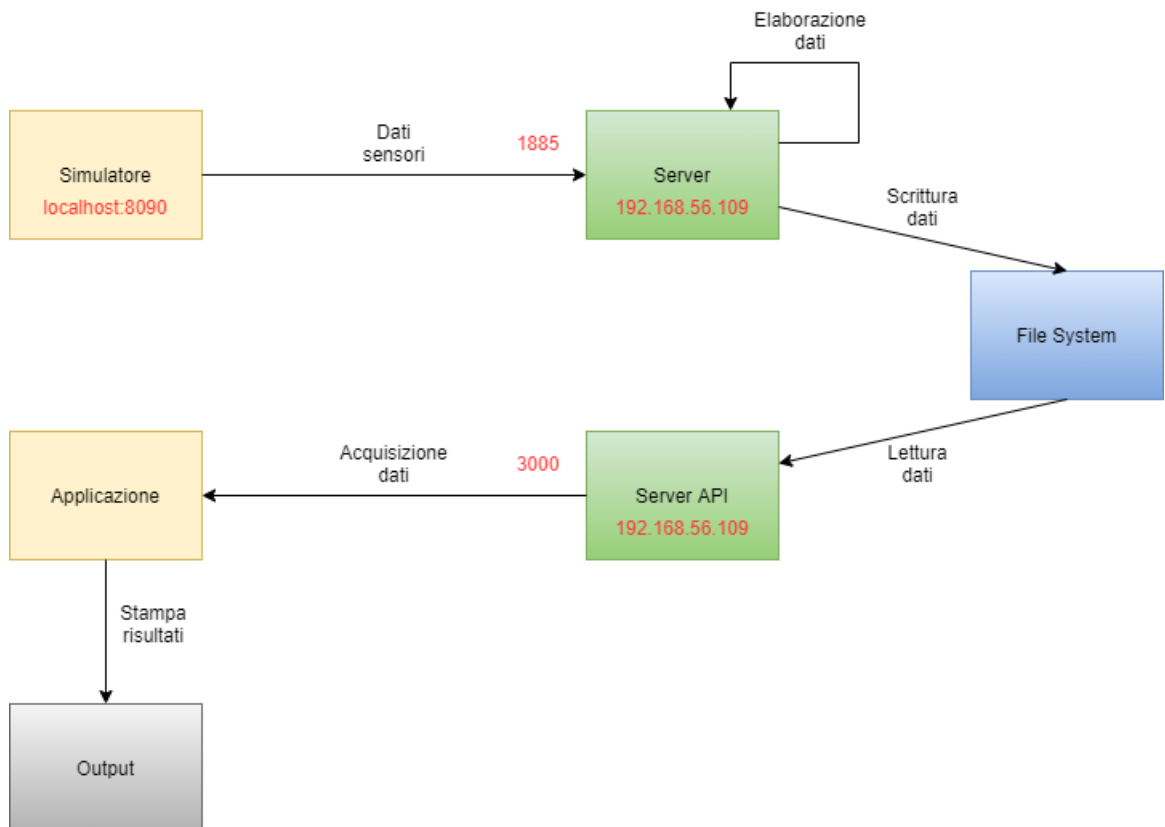 Elaborazione
dati
Dati
sensori
1885
Simulatore
localhost:8090
Server
192.168.56.109
Scrittura
dati
File System
Lettura
dati
Acquisizione
dati
3000
Applicazione
Server API
192.168.56.109
Stampa
risultati
Output